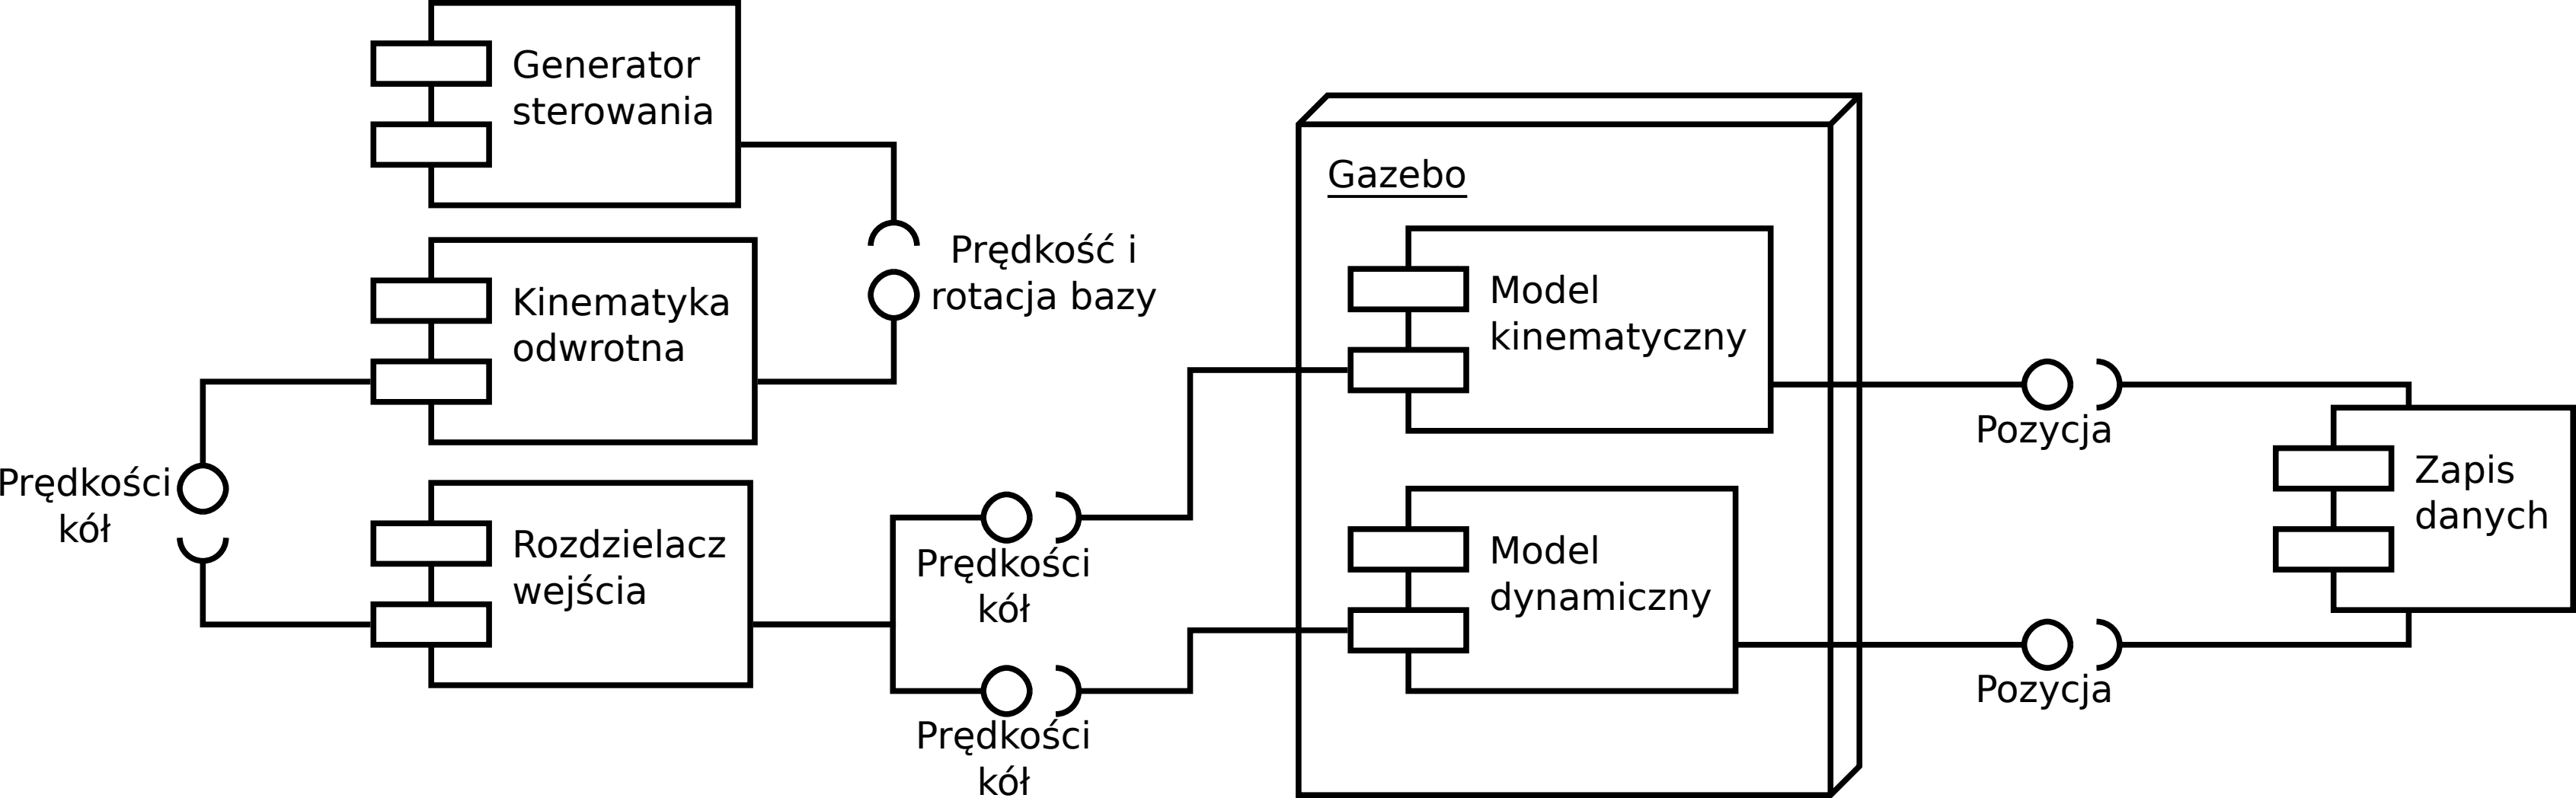 Generator
sterowania
Kinematyka
odwrotna
Prędkość i
rotacja bazy
Prędkości
kół
Rozdzielacz
wejścia
Prędkości
kół
Prędkości
kół
Gazebo
Model
kinematyczny
Model
dynamiczny
Pozycja
Pozycja
Zapis
danych